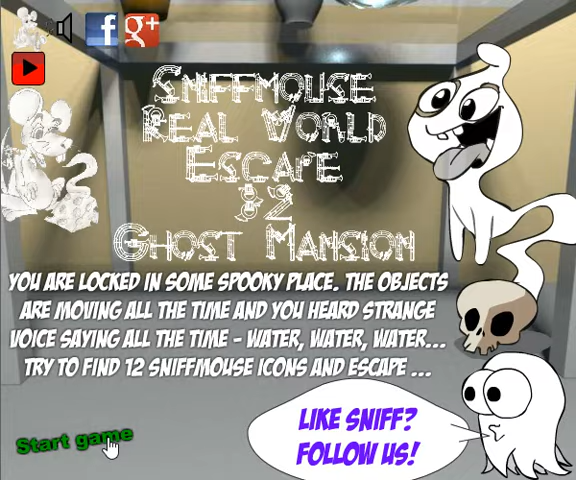 f g+
Sniffmouse
Real World
Escape
12
Ghost Mansion
YOU ARE LOCKED IN SOME SPOOKY PLACE. THE OBJECTS
ARE MOVING ALL THE TIME AND YOU HEARD STRANGE
VOICE SAYING ALL THE TIME - WATER, WATER, WATER...
TRY TO FIND 12 SNIFFMOUSE ICONS AND ESCAPE ...
LIKE SNIFF?
FOLLOW US!
Start game